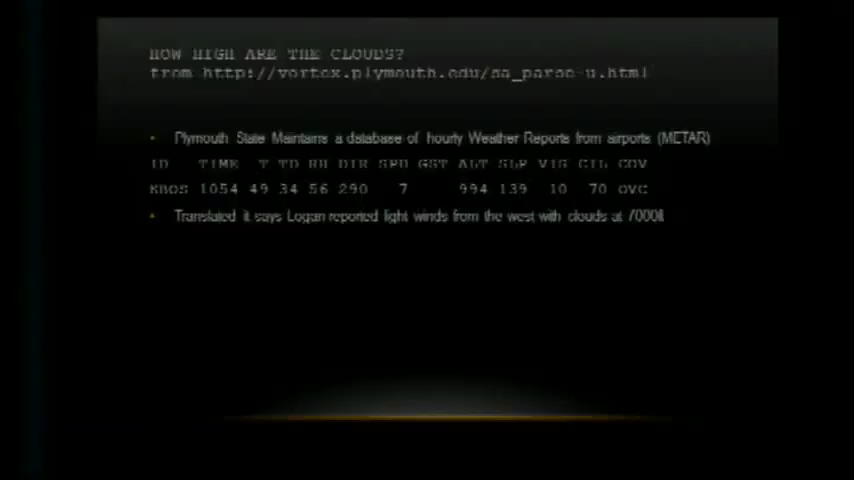 HOW HIGH ARE THE CLOUDS?
from http://vortex.plymouth.edu/sa_parse-u.html
• Plymouth State Maintains a database of hourly Weather Reports from airports (METAR)
ID TIME T TD RH DIR SPD GST ALT SLP VIS CIL COV
KBOS 1054 49 34 56 290 7 994 139 10 70 OVC
• Translated it says Logan reported light winds from the west with clouds at 7000ft